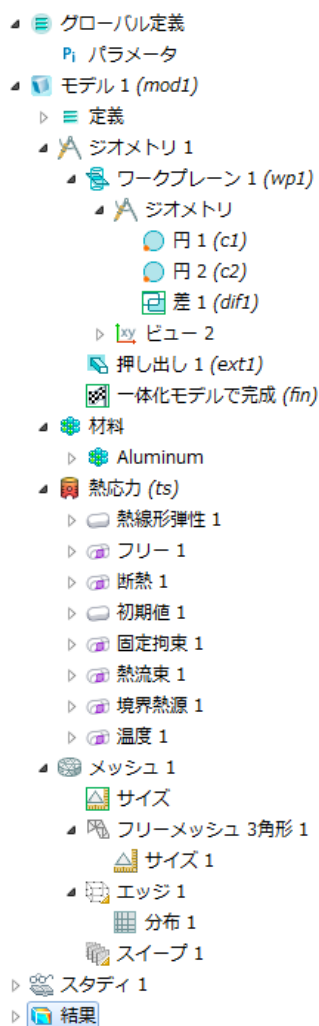 グローバル定義
Pi パラメータ
モデル 1 (mod1)
定義
ジオメトリ 1
ワークプレーン 1 (wp1)
ジオメトリ
円 1 (c1)
円 2 (c2)
差 1 (dif1)
xy ビュー 2
押し出し 1 (ext1)
一体化モデルで完成 (fin)
材料
Aluminum
熱応力 (ts)
熱線形弾性 1
フリー 1
断熱 1
初期値 1
固定拘束 1
熱流束 1
境界熱源 1
温度 1
メッシュ 1
サイズ
フリーメッシュ 3角形 1
サイズ 1
エッジ 1
分布 1
スイープ 1
スタディ 1
結果